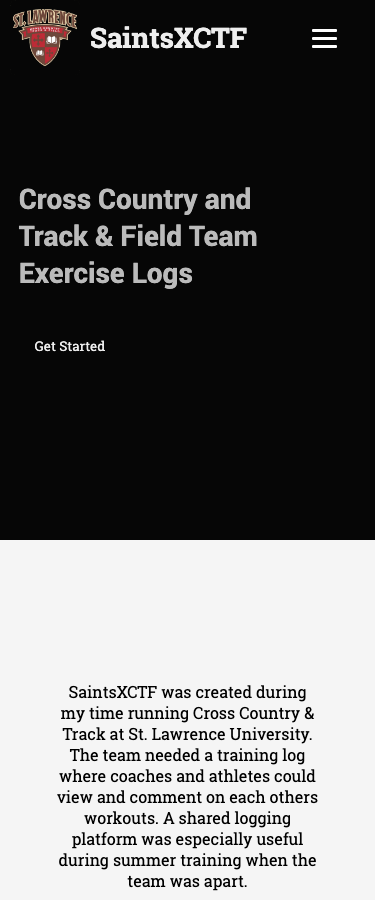 ST. LAWRENCE
SaintsXCTF
Cross Country and
Track & Field Team
Exercise Logs
Get Started
SaintsXCTF was created during
my time running Cross Country &
Track at St. Lawrence University.
The team needed a training log
where coaches and athletes could
view and comment on each others
workouts. A shared logging
platform was especially useful
during summer training when the
team was apart.